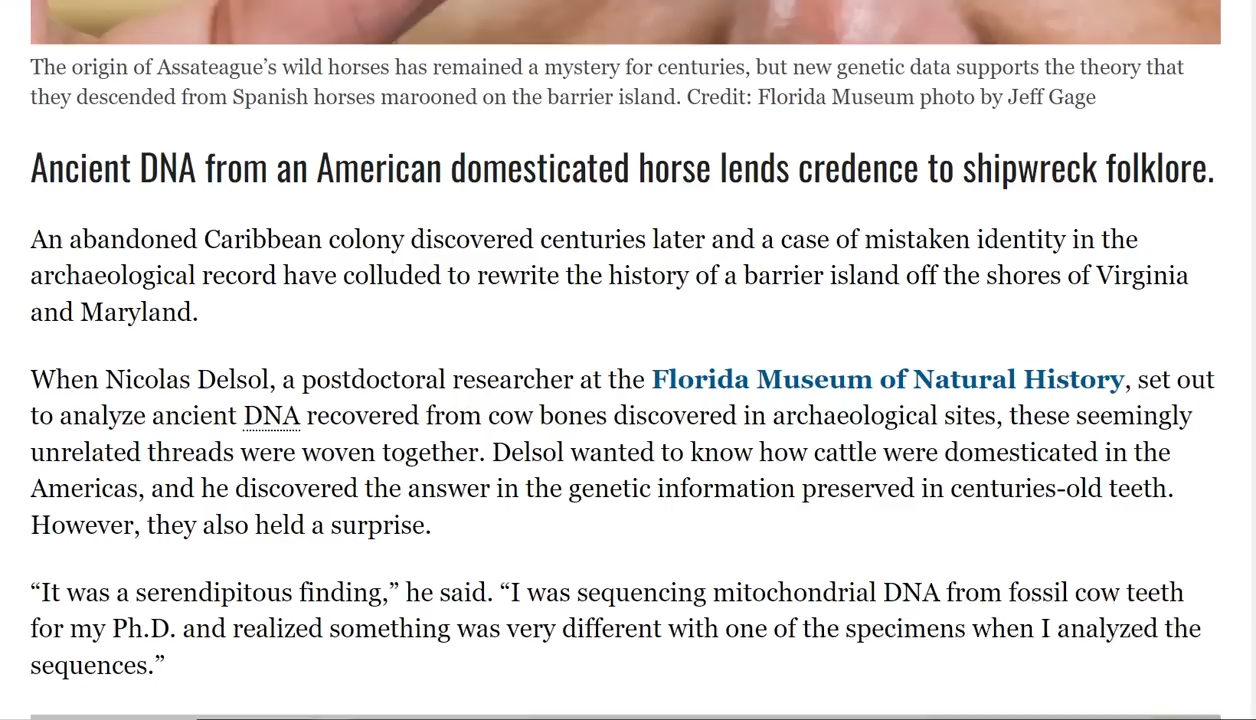 The origin of Assateague’s wild horses has remained a mystery for centuries, but new genetic data supports the theory that
they descended from Spanish horses marooned on the barrier island. Credit: Florida Museum photo by Jeff Gage
Ancient DNA from an American domesticated horse lends credence to shipwreck folklore.
An abandoned Caribbean colony discovered centuries later and a case of mistaken identity in the
archaeological record have colluded to rewrite the history of a barrier island off the shores of Virginia
and Maryland.
When Nicolas Delsol, a postdoctoral researcher at the Florida Museum of Natural History, set out
to analyze ancient DNA recovered from cow bones discovered in archaeological sites, these seemingly
unrelated threads were woven together. Delsol wanted to know how cattle were domesticated in the
Americas, and he discovered the answer in the genetic information preserved in centuries-old teeth.
However, they also held a surprise.
“It was a serendipitous finding,” he said. “I was sequencing mitochondrial DNA from fossil cow teeth
for my Ph.D. and realized something was very different with one of the specimens when I analyzed the
sequences.”